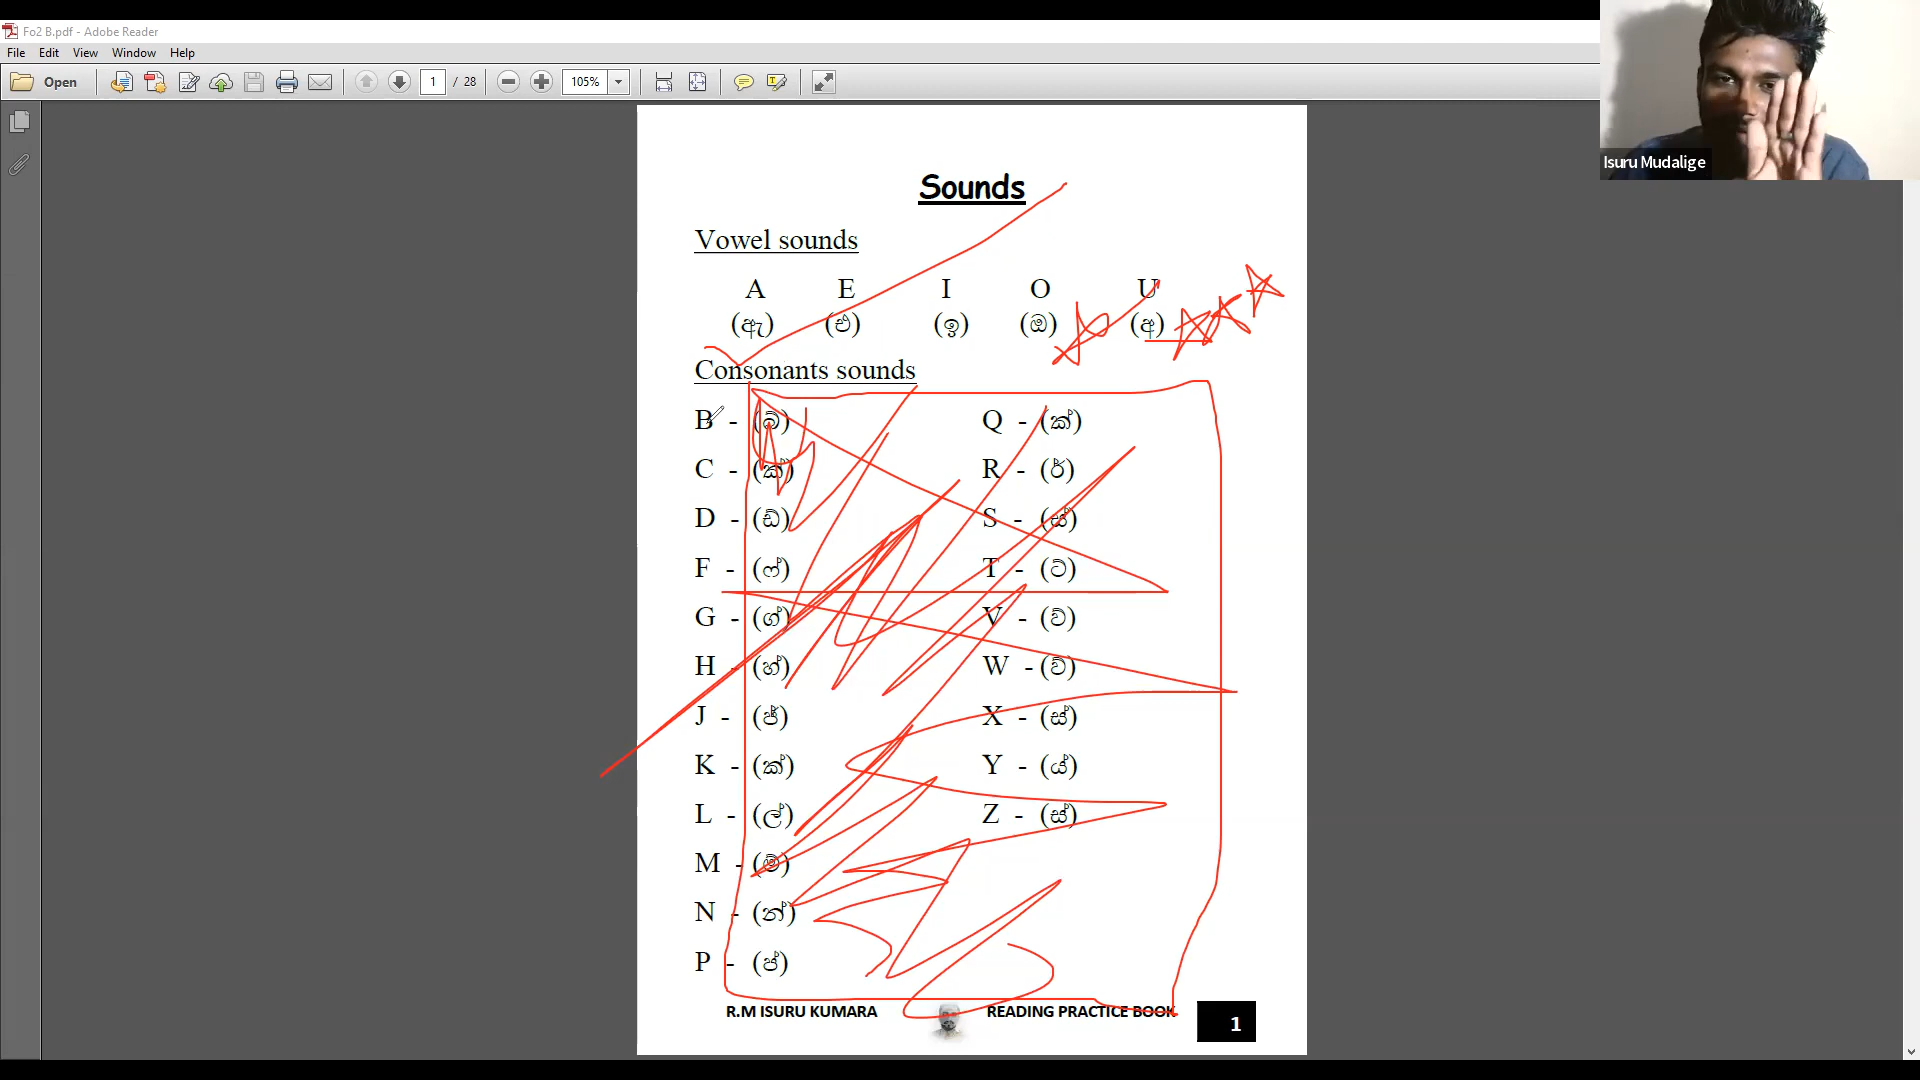 Fo2 B.pdf - Adobe Reader
File Edit View Window Help
Open 1 / 28 105%
Isuru Mudalige
Sounds
Vowel sounds
A E I O U
(ඇ) (එ) (ඉ) (ඔ) (අ)
Consonants sounds
B - (බ්) Q - (ක්)
C - (ක්) R - (ර්)
D - (ඩ්) S - (ස්)
F - (ෆ්) T - (ට්)
G - (ග්) V - (ව්)
H - (හ්) W - (ව්)
J - (ජ්) X - (ස්)
K - (ක්) Y - (ය්)
L - (ල්) Z - (ස්)
M - (ම්)
N - (න්)
P - (ප්)
R.M ISURU KUMARA READING PRACTICE BOOK 1